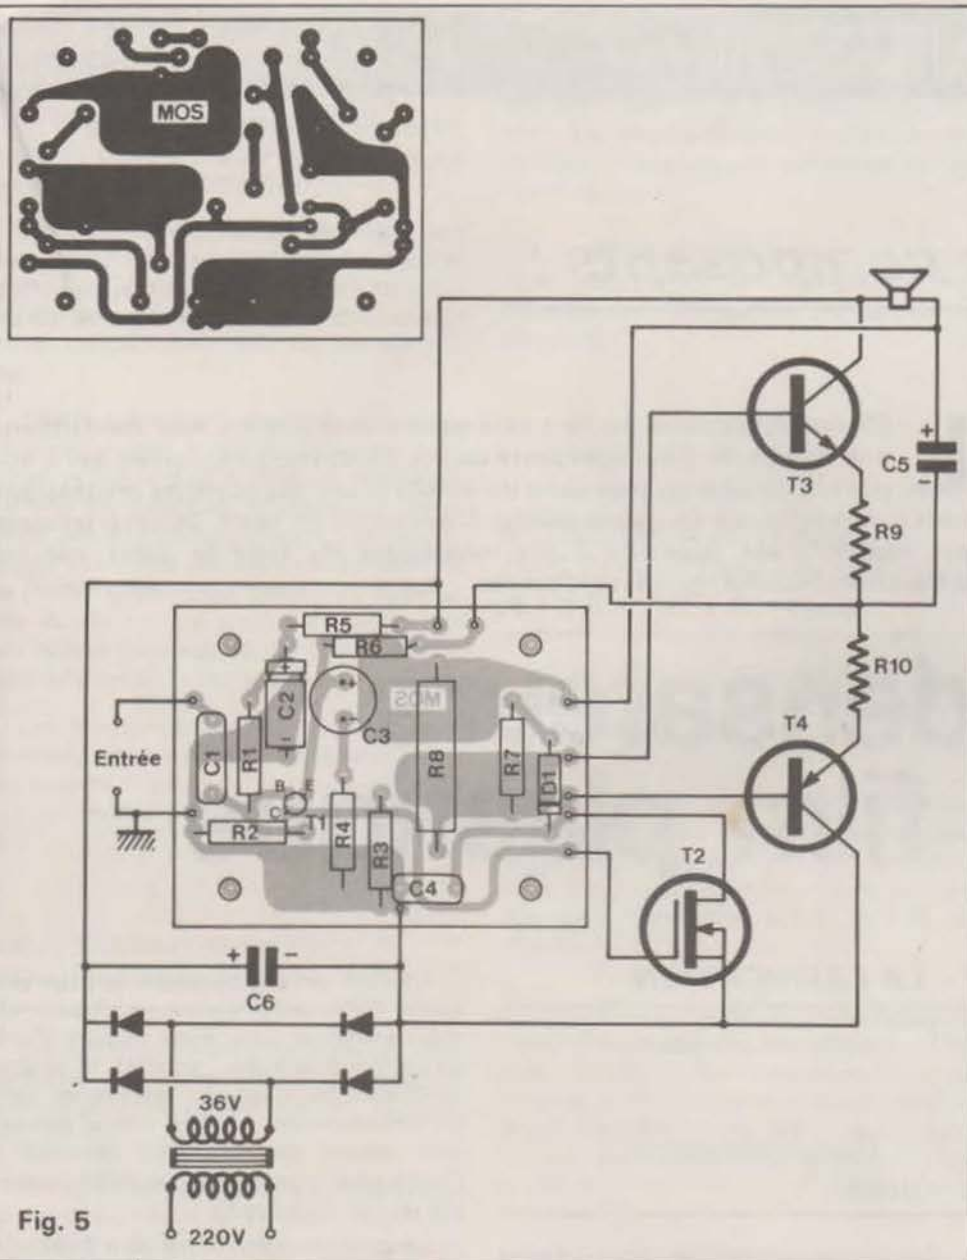 MOS
T3
+
C5
-
R9
R10
R5
R6
+
C2
+
C3
MOS
T4
Entrée
C1
R1
R8
R7
D1
B
E
C
T1
R2
R4
R3
C4
T2
+
-
C6
36V
Fig. 5
220V